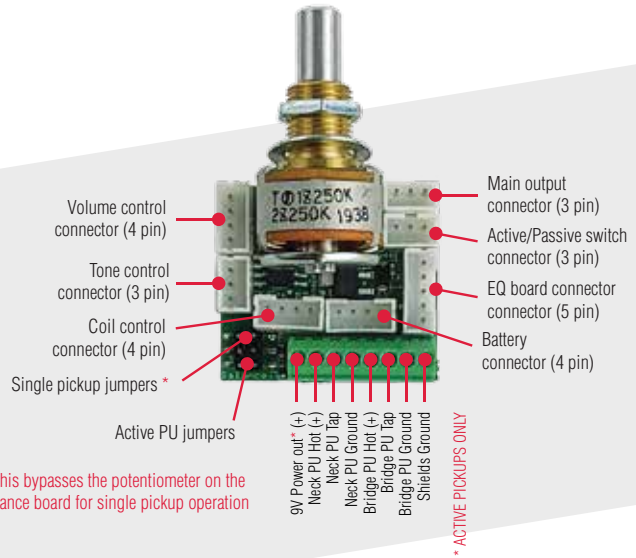 T 18250K
28250K 1938
Volume control
connector (4 pin)
Tone control
connector (3 pin)
Coil control
connector (4 pin)
Single pickup jumpers *
Active PU jumpers
Main output
connector (3 pin)
Active/Passive switch
connector (3 pin)
EQ board connector
connector (5 pin)
Battery
connector (4 pin)
9V Power out* (+)
Neck PU Hot (+)
Neck PU Tap
Neck PU Ground
Bridge PU Hot (+)
Bridge PU Tap
Bridge PU Ground
Shields Ground
* ACTIVE PICKUPS ONLY
his bypasses the potentiometer on the
ance board for single pickup operation